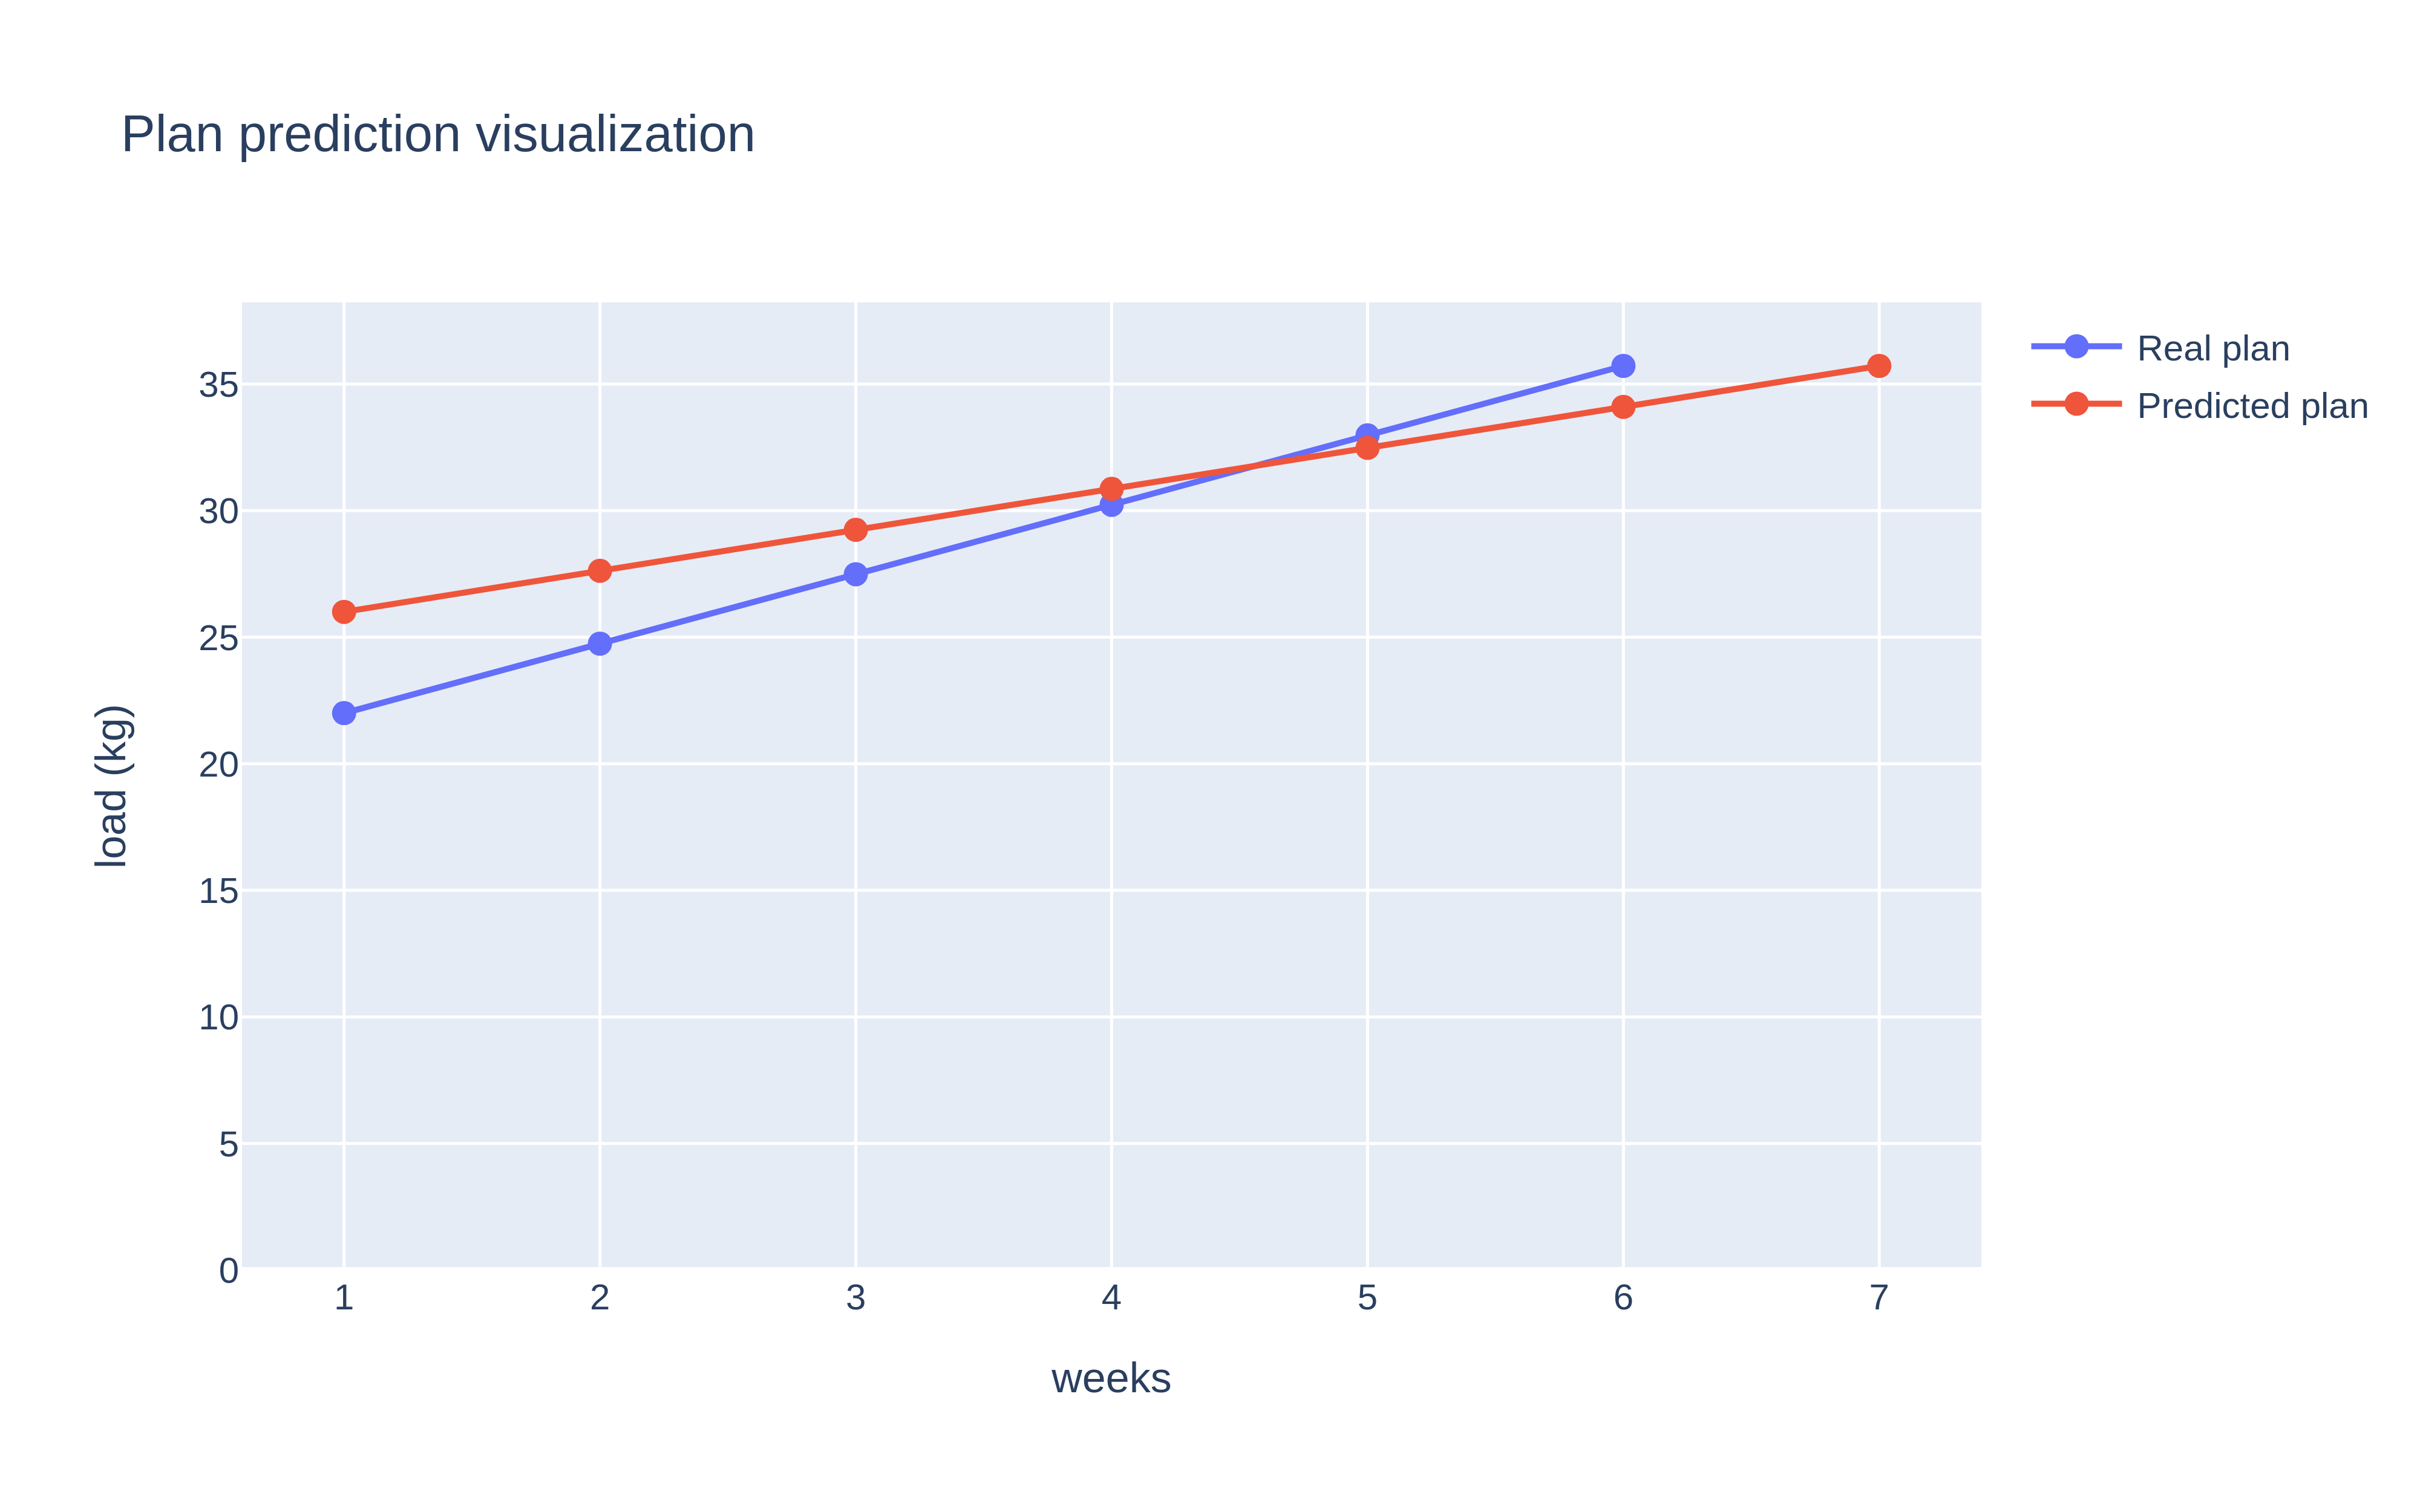 Plan prediction visualization
Real plan
Predicted plan
35
30
25
20
15
10
5
0
load (kg)
1 2 3 4 5 6 7
weeks